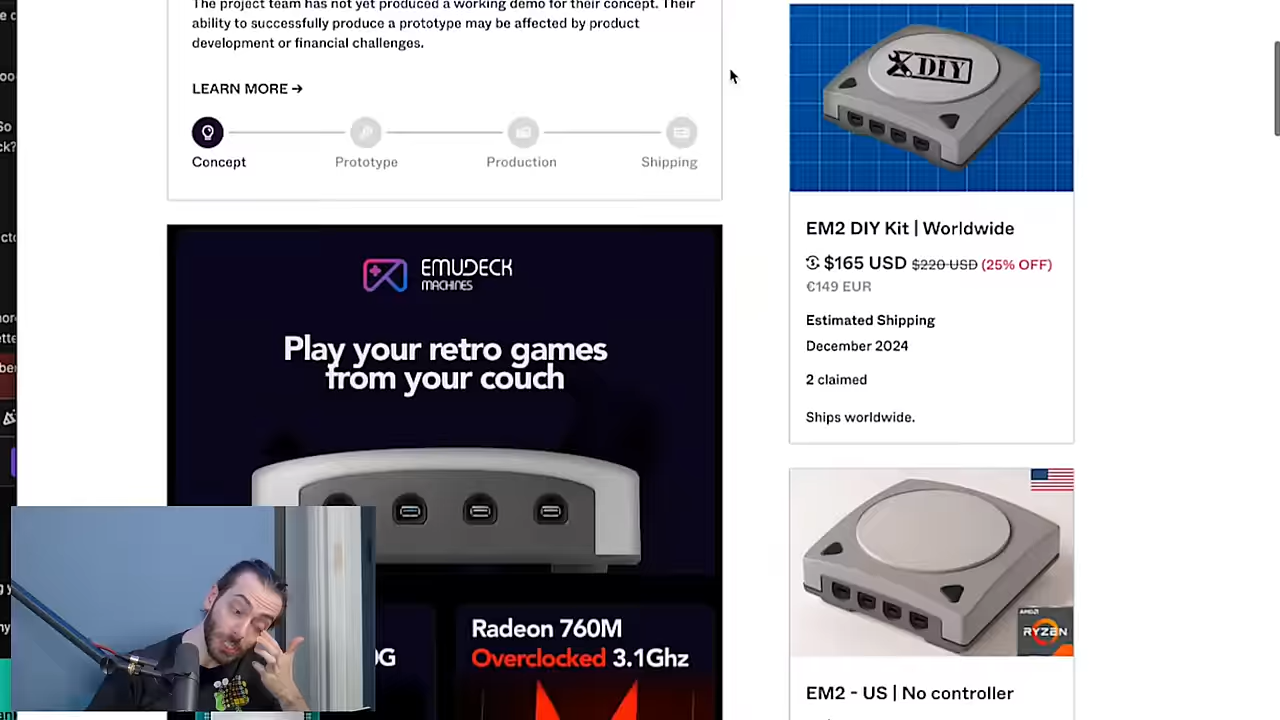 The project team has not yet produced a working demo for their concept. Their
ability to successfully produce a prototype may be affected by product
development or financial challenges.
LEARN MORE →
Concept
Prototype
Production
Shipping
EMUDECK
MACHINES
Play your retro games
from your couch
Radeon 760M
Overclocked 3.1Ghz
0G
DIY
EM2 DIY Kit | Worldwide
$165 USD $220 USD (25% OFF)
€149 EUR
Estimated Shipping
December 2024
2 claimed
Ships worldwide.
AMD
RYZEN
EM2 - US | No controller